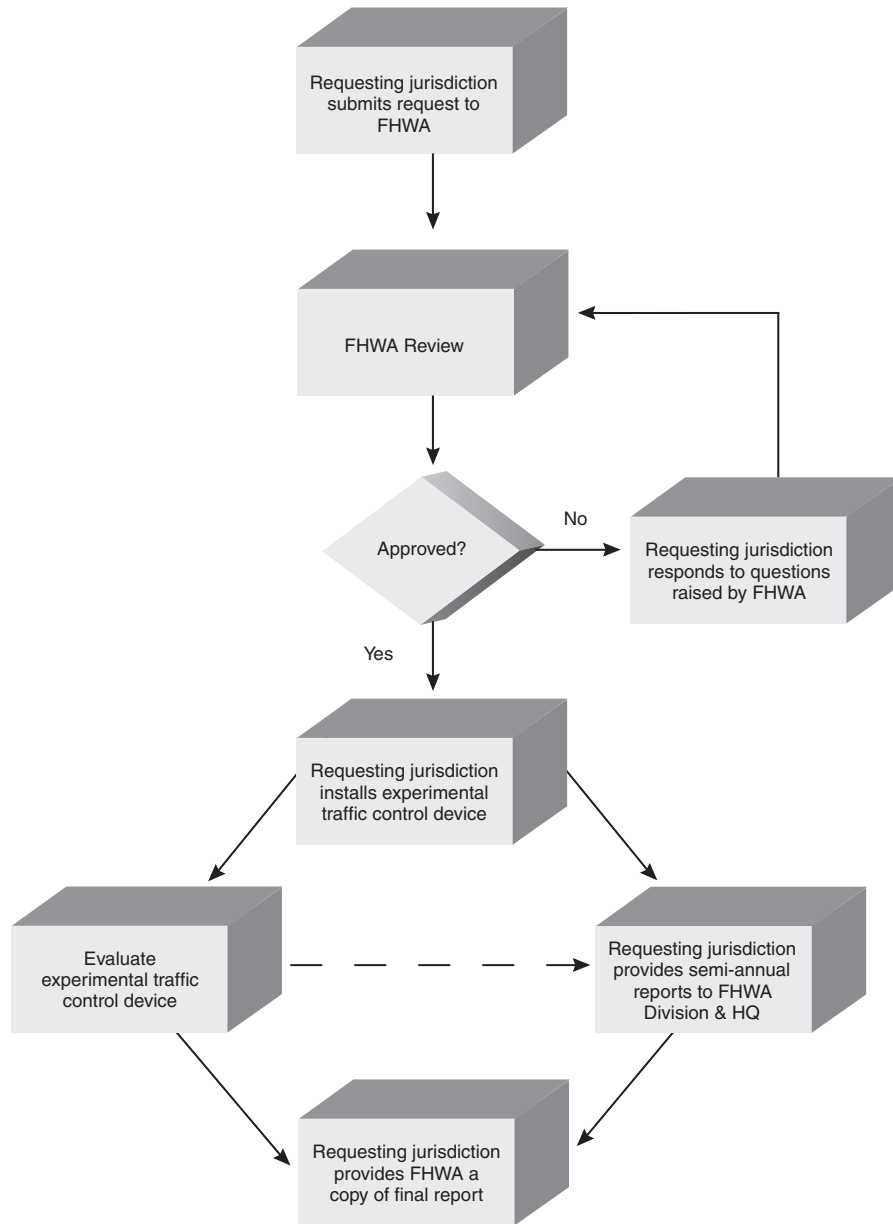 Requesting jurisdiction
submits request to
FHWA
FHWA Review
Approved?
No
Requesting jurisdiction
responds to questions
raised by FHWA
Yes
Requesting jurisdiction
installs experimental
traffic control device
Evaluate
experimental traffic
control device
Requesting jurisdiction
provides semi-annual
reports to FHWA
Division & HQ
Requesting jurisdiction
provides FHWA a
copy of final report